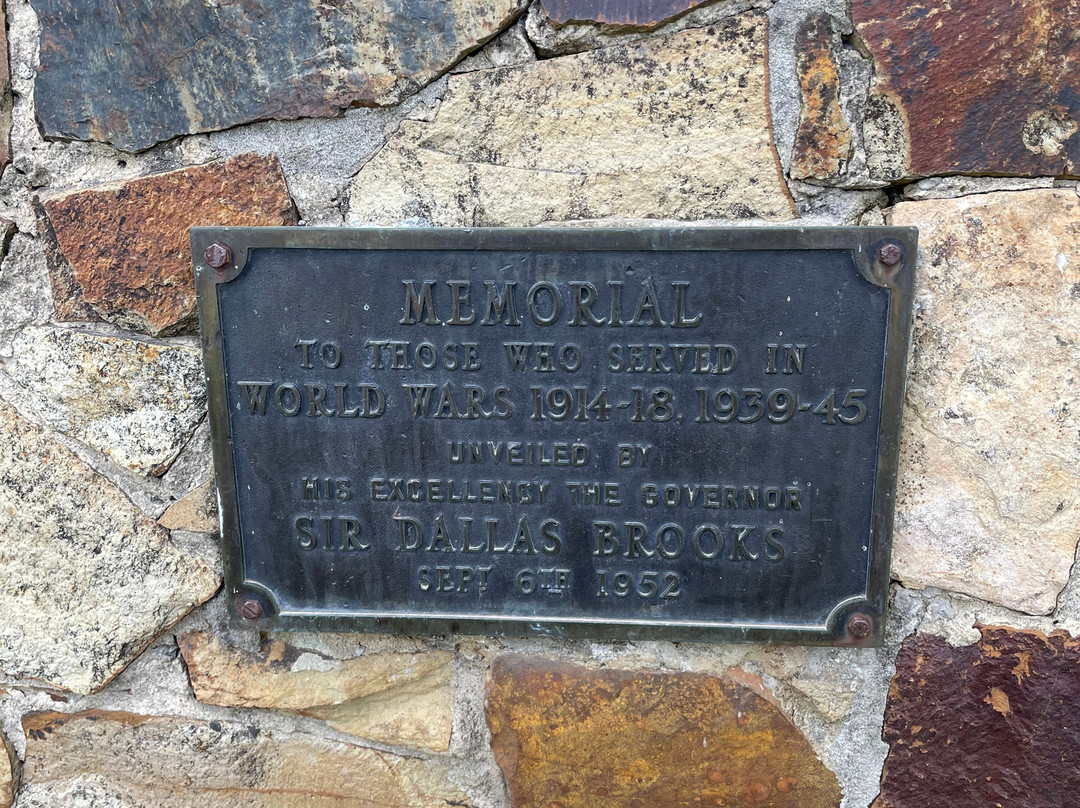 MEMORIAL
TO THOSE WHO SERVED IN
WORLD WARS 1914-18. 1939-45
UNVEILED BY
HIS EXCELLENCY THE GOVERNOR
SIR DALLAS BROOKS
SEPT 6TH 1952